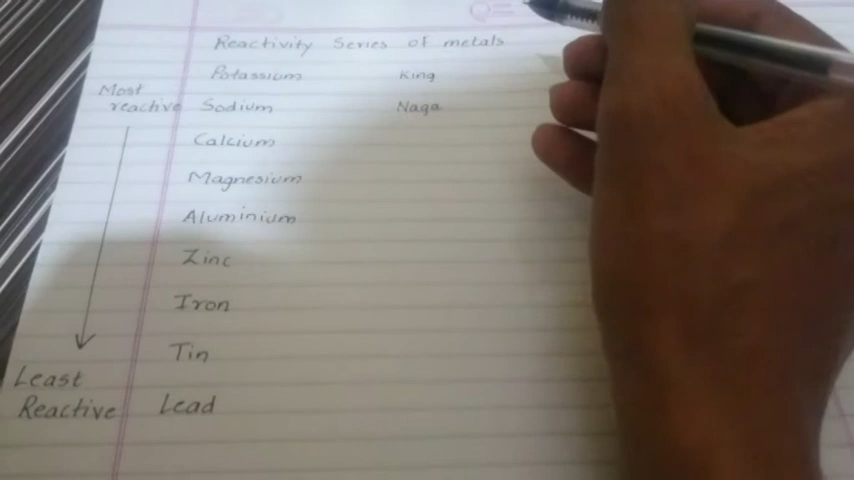 Reactivity Series of metals
Potassium King
Most
reactive Sodium Naga
Calcium
Magnesium
Aluminium
Zinc
Iron
Tin
Least
Reactive Lead